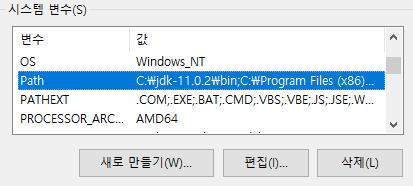 시스템 변수(S)
변수 값
OS Windows_NT
Path C:₩jdk-11.0.2₩bin;C:₩Program Files (x86)...
PATHEXT .COM;.EXE;.BAT;.CMD;.VBS;.VBE;.JS;.JSE;.W...
PROCESSOR_ARC... AMD64
새로 만들기(W)... 편집(I)... 삭제(L)